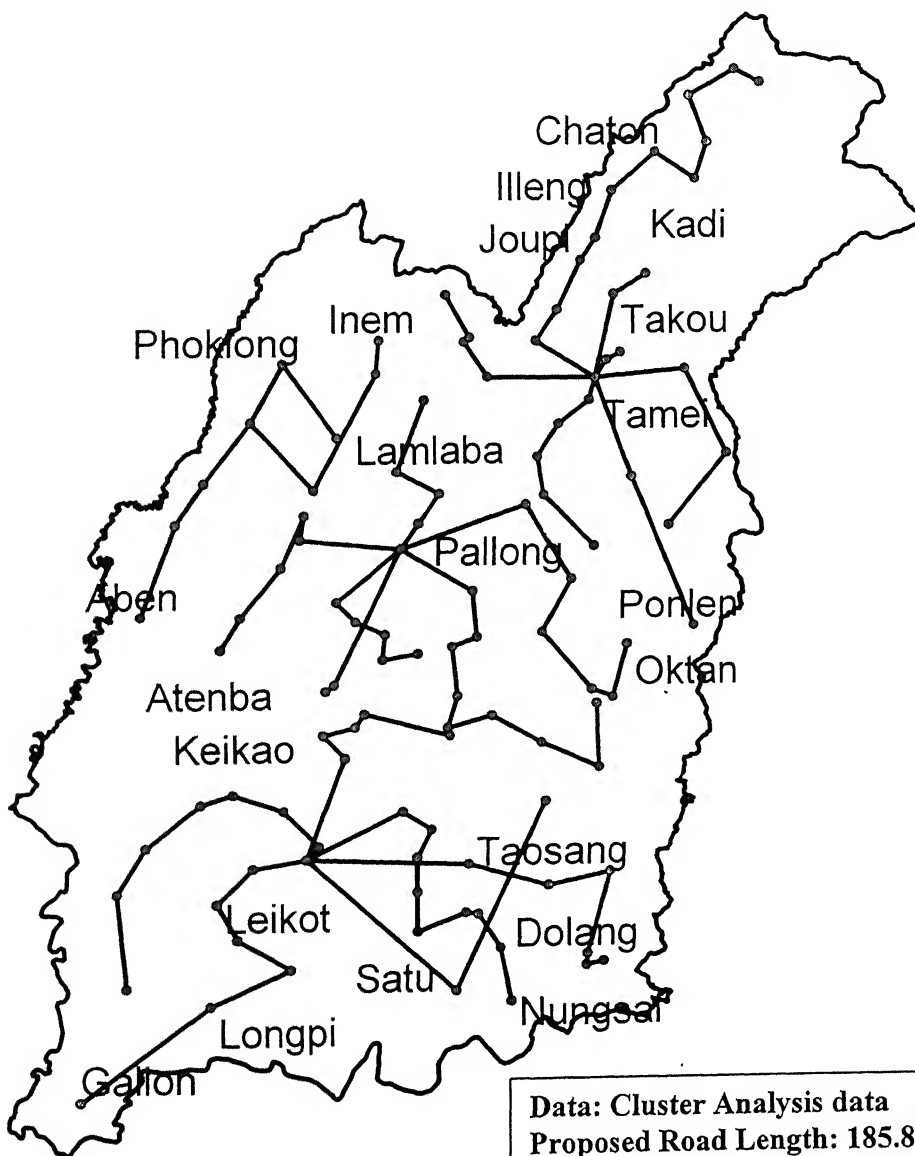 Chaton
Illeng
Joupi
Kadi
Inem
Takou
Phoklong
Tamei
Lamlaba
Pallong
Aben
Ponlen
Oktan
Atenba
Keikao
Taosang
Leikot
Dolang
Satu
Nungsai
Longpi
Gallon
Data: Cluster Analysis data
Proposed Road Length: 185.8